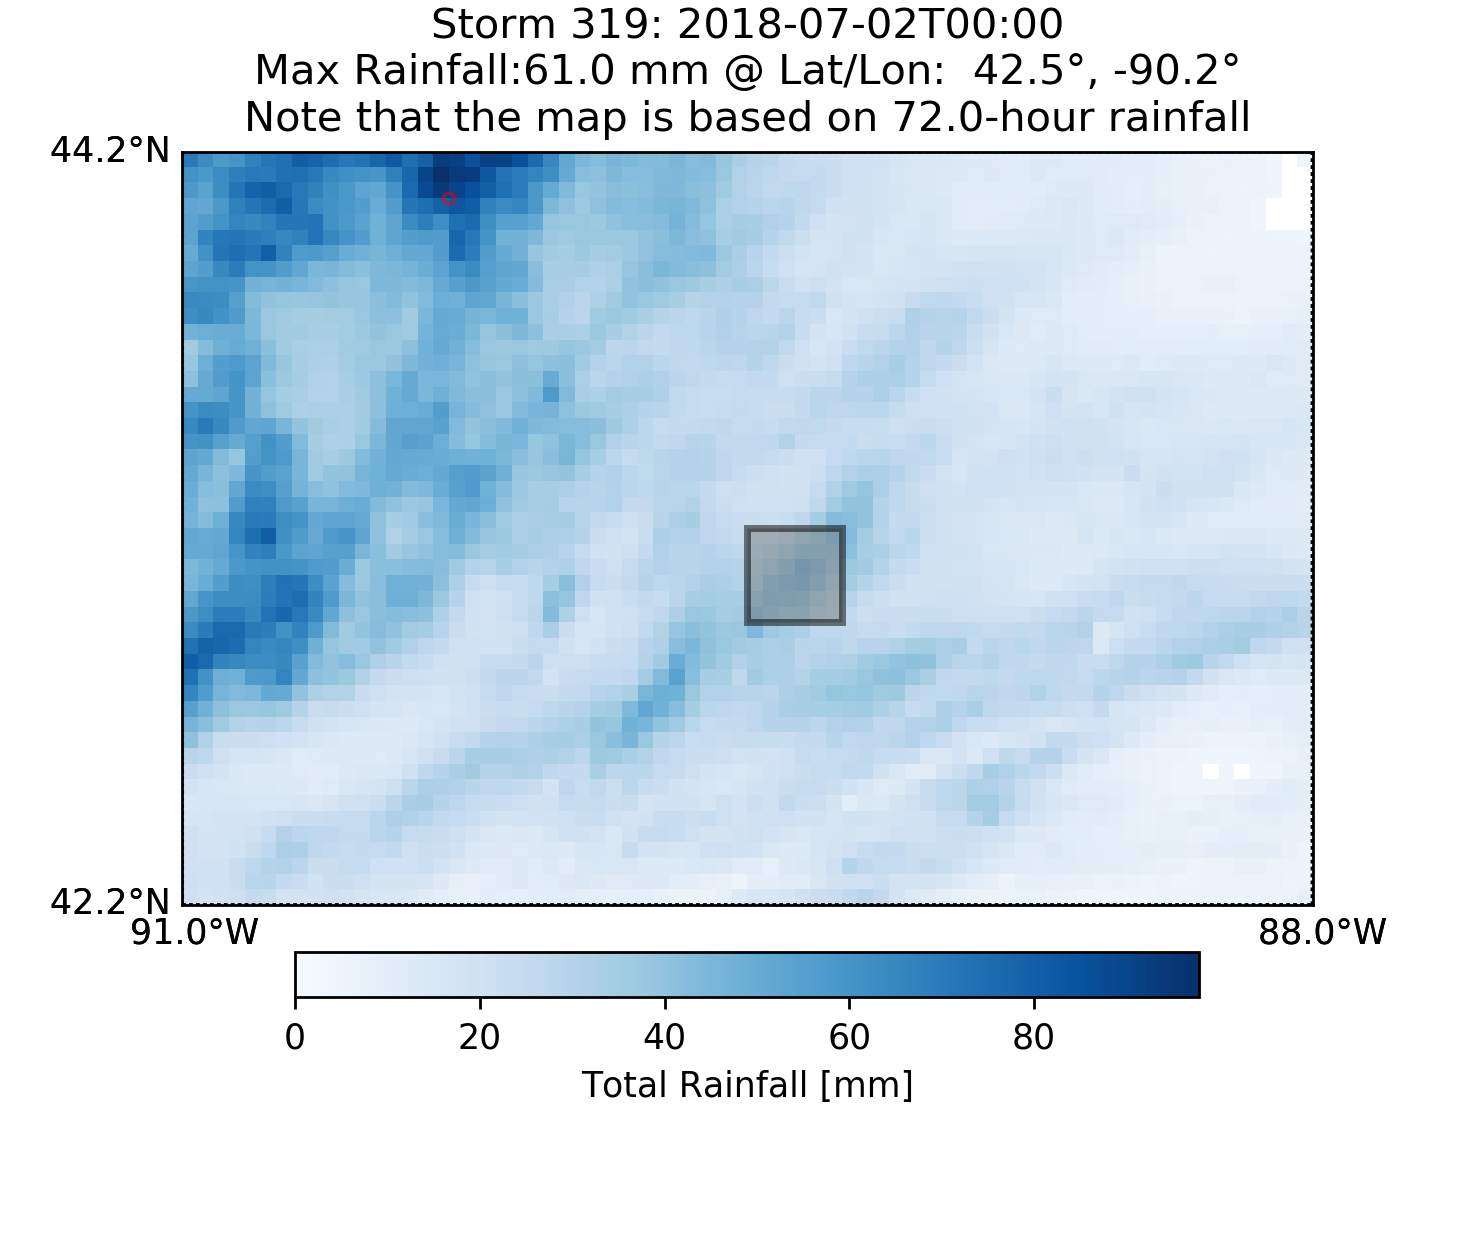 Storm 319: 2018-07-02T00:00
Max Rainfall:61.0 mm @ Lat/Lon:  42.5°, -90.2°
Note that the map is based on 72.0-hour rainfall
44.2°N
42.2°N
91.0°W 88.0°W
0 20 40 60 80
Total Rainfall [mm]